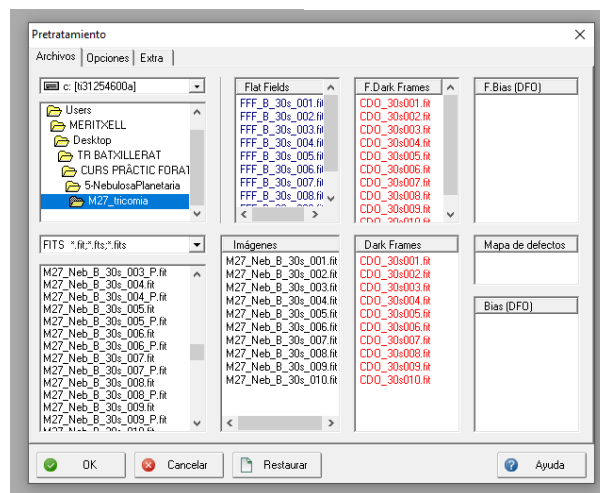 Pretratamiento
Archivos Opciones Extra
c: [ti31254600a]
Users
MERITXELL
Desktop
TR BATXILLERAT
CURS PRÀCTIC FORAT
5-NebulosaPlanetaria
M27_tricomia
Flat Fields
FFF_B_30s_001.fit
FFF_B_30s_002.fit
FFF_B_30s_003.fit
FFF_B_30s_004.fit
FFF_B_30s_005.fit
FFF_B_30s_006.fit
FFF_B_30s_007.fit
FFF_B_30s_008.fit
F.Dark Frames
CDO_30s001.fit
CDO_30s002.fit
CDO_30s003.fit
CDO_30s004.fit
CDO_30s005.fit
CDO_30s006.fit
CDO_30s007.fit
CDO_30s008.fit
CDO_30s009.fit
CDO_30s010.fit
F.Bias (DFO)
FITS *.fit;*.fts;*.fits
M27_Neb_B_30s_003_P.fit
M27_Neb_B_30s_004.fit
M27_Neb_B_30s_004_P.fit
M27_Neb_B_30s_005.fit
M27_Neb_B_30s_005_P.fit
M27_Neb_B_30s_006.fit
M27_Neb_B_30s_006_P.fit
M27_Neb_B_30s_007.fit
M27_Neb_B_30s_007_P.fit
M27_Neb_B_30s_008.fit
M27_Neb_B_30s_008_P.fit
M27_Neb_B_30s_009.fit
M27_Neb_B_30s_009_P.fit
M27_Neb_B_30s_010.fit
Imágenes
M27_Neb_B_30s_001.fit
M27_Neb_B_30s_002.fit
M27_Neb_B_30s_003.fit
M27_Neb_B_30s_004.fit
M27_Neb_B_30s_005.fit
M27_Neb_B_30s_006.fit
M27_Neb_B_30s_007.fit
M27_Neb_B_30s_008.fit
M27_Neb_B_30s_009.fit
M27_Neb_B_30s_010.fit
Dark Frames
CDO_30s001.fit
CDO_30s002.fit
CDO_30s003.fit
CDO_30s004.fit
CDO_30s005.fit
CDO_30s006.fit
CDO_30s007.fit
CDO_30s008.fit
CDO_30s009.fit
CDO_30s010.fit
Mapa de defectos
Bias (DFO)
OK Cancelar Restaurar Ayuda